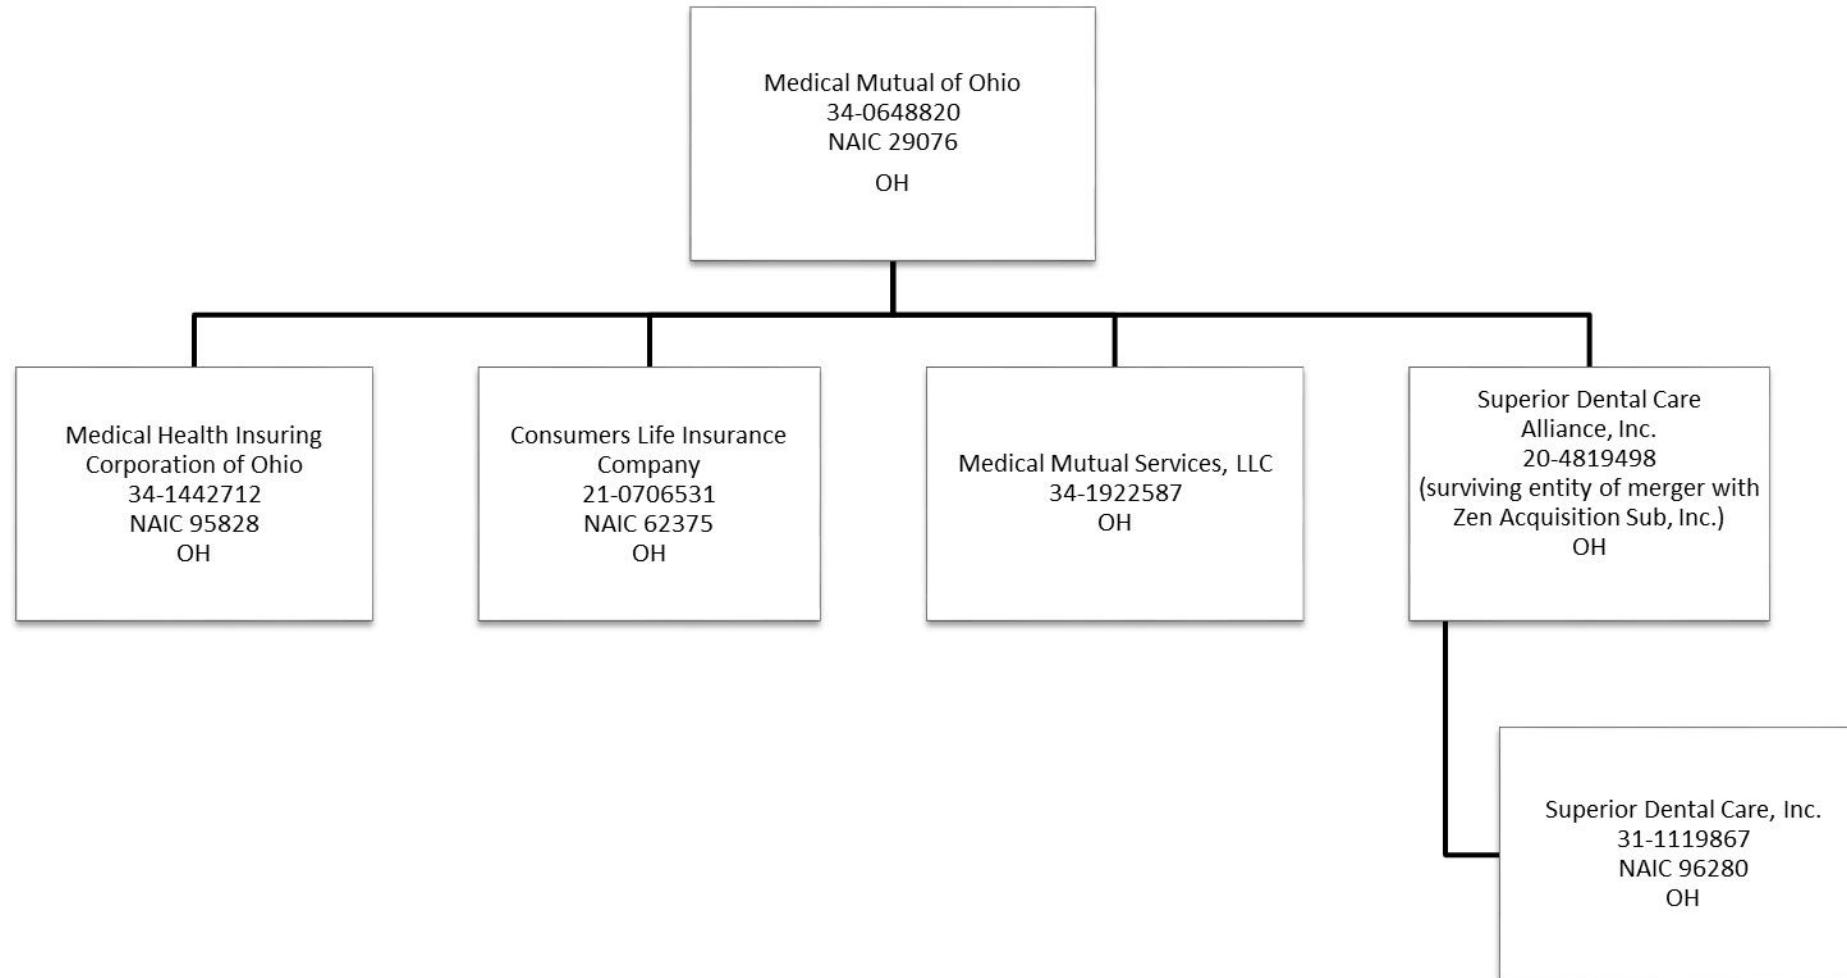 Medical Mutual of Ohio
34-0648820
NAIC 29076
OH
Medical Health Insuring
Corporation of Ohio
34-1442712
NAIC 95828
OH
Consumers Life Insurance
Company
21-0706531
NAIC 62375
OH
Medical Mutual Services, LLC
34-1922587
OH
Superior Dental Care
Alliance, Inc.
20-4819498
(surviving entity of merger with
Zen Acquisition Sub, Inc.)
OH
Superior Dental Care, Inc.
31-1119867
NAIC 96280
OH